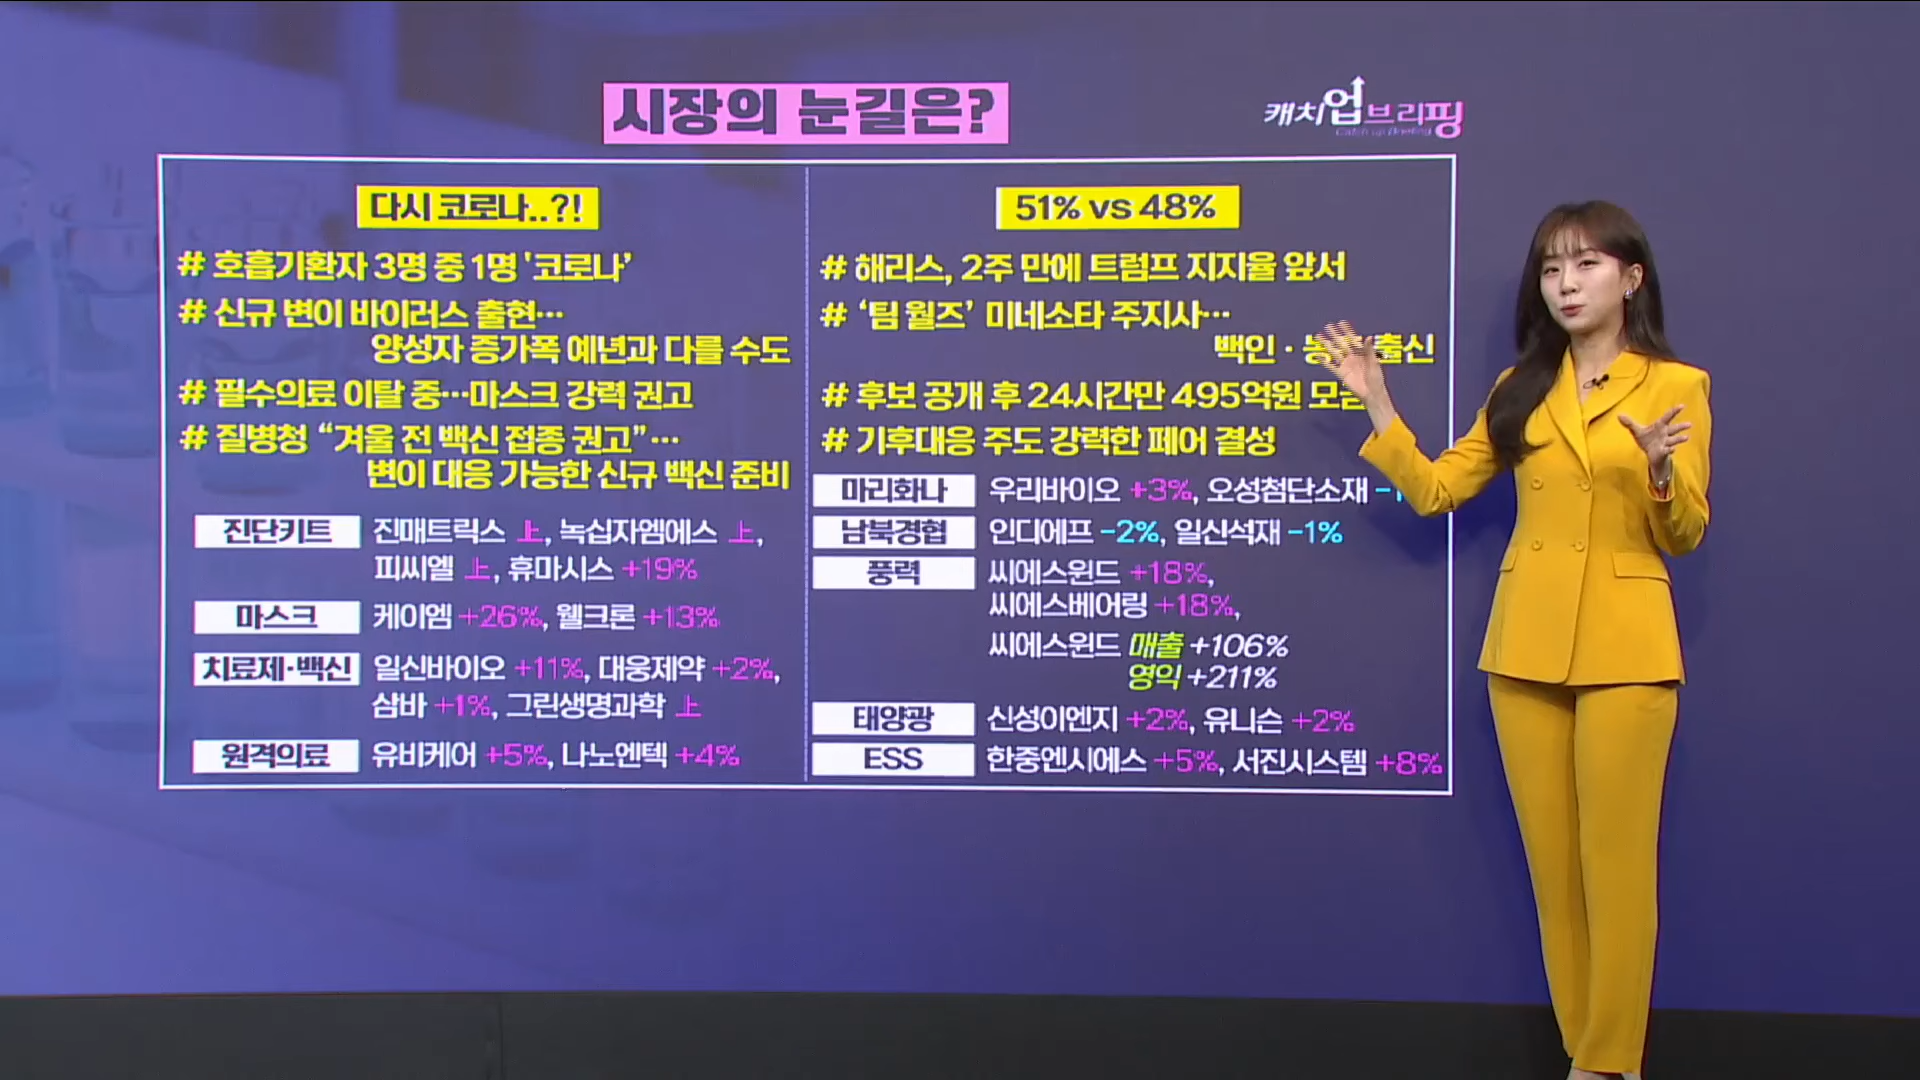 시장의 눈길은?
캐치업브리핑
Catch up Briefing
다시 코로나..?!
# 호흡기환자 3명 중 1명 '코로나'
# 신규 변이 바이러스 출현…
양성자 증가폭 예년과 다를 수도
# 필수의료 이탈 중…마스크 강력 권고
# 질병청 “겨울 전 백신 접종 권고”…
변이 대응 가능한 신규 백신 준비
진단키트 진매트릭스 上, 녹십자엠에스 上,
피씨엘 上, 휴마시스 +19%
마스크 케이엠 +26%, 웰크론 +13%
치료제·백신 일신바이오 +11%, 대웅제약 +2%,
삼바 +1%, 그린생명과학 上
원격의료 유비케어 +5%, 나노엔텍 +4%
51% vs 48%
# 해리스, 2주 만에 트럼프 지지율 앞서
# ‘팀 월즈’ 미네소타 주지사…
백인 · 출신
# 후보 공개 후 24시간만 495억원
# 기후대응 주도 강력한 페어 결성
마리화나 우리바이오 +3%, 오성첨단소재
남북경협 인디에프 -2%, 일신석재 -1%
풍력 씨에스윈드 +18%,
씨에스베어링 +18%,
씨에스윈드 매출 +106%
영익 +211%
태양광 신성이엔지 +2%, 유니슨 +2%
ESS 한중엔시에스 +5%, 서진시스템 +8%